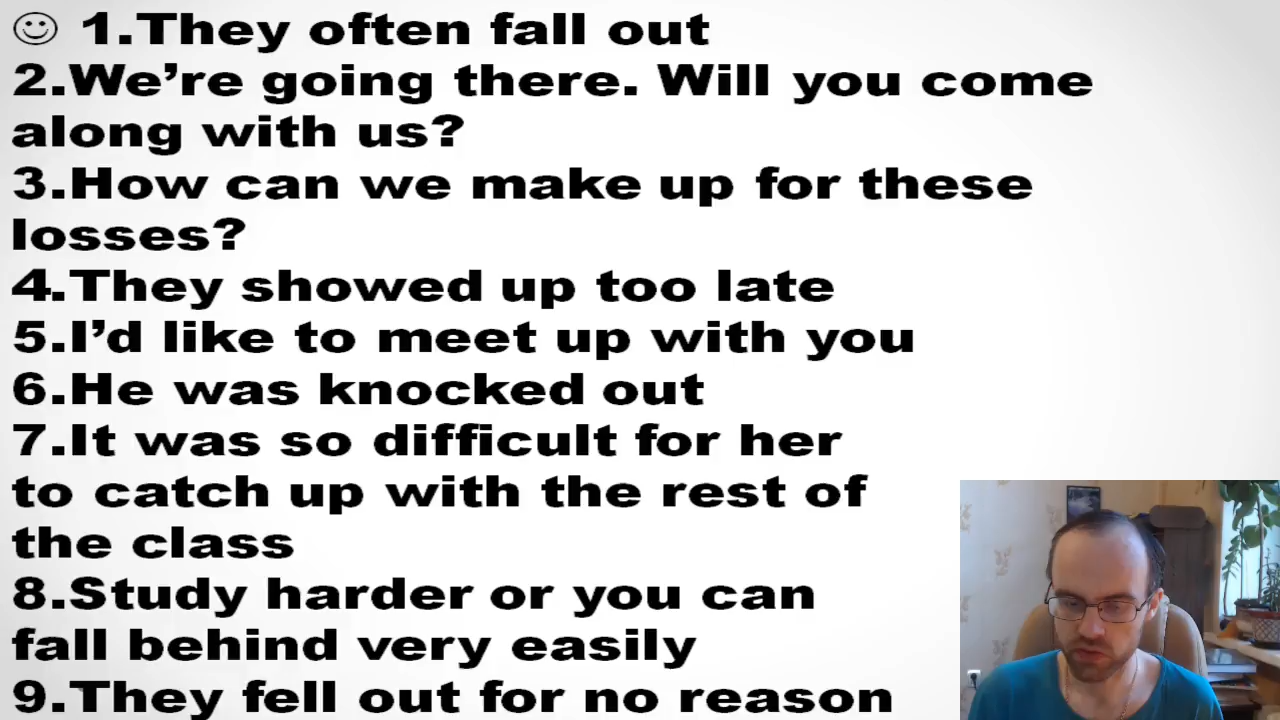 ☺ 1.They often fall out
2.We’re going there. Will you come
along with us?
3.How can we make up for these
losses?
4.They showed up too late
5.I’d like to meet up with you
6.He was knocked out
7.It was so difficult for her
to catch up with the rest of
the class
8.Study harder or you can
fall behind very easily
9.They fell out for no reason